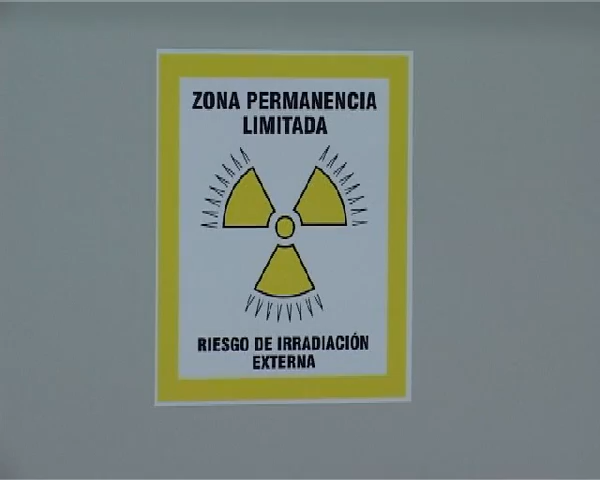 ZONA PERMANENCIA
LIMITADA
RIESGO DE IRRADIACIÓN
EXTERNA